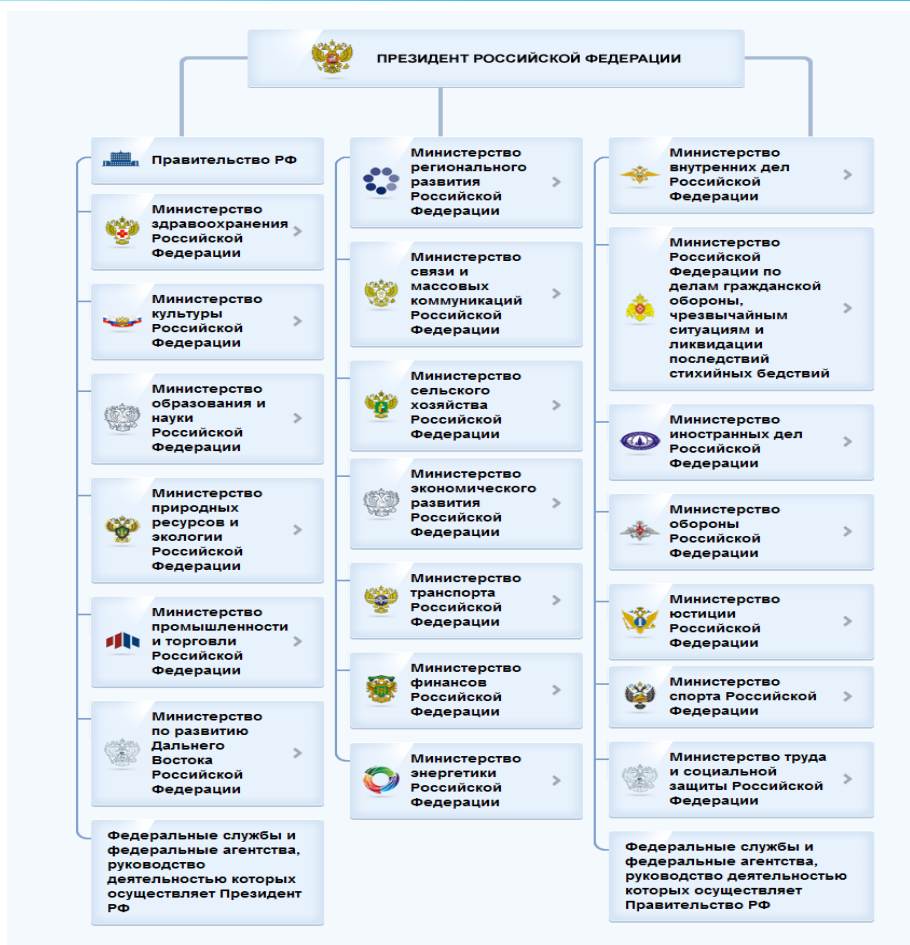 ПРЕЗИДЕНТ РОССИЙСКОЙ ФЕДЕРАЦИИ
Правительство РФ
Министерство
здравоохранения
Российской
Федерации
Министерство
культуры
Российской
Федерации
Министерство
образования и
науки
Российской
Федерации
Министерство
природных
ресурсов и
экологии
Российской
Федерации
Министерство
промышленности
и торговли
Российской
Федерации
Министерство
по развитию
Дальнего
Востока
Российской
Федерации
Федеральные службы и
федеральные агентства,
руководство
деятельностью которых
осуществляет Президент
РФ
Министерство
регионального
развития
Российской
Федерации
Министерство
связи и
массовых
коммуникаций
Российской
Федерации
Министерство
сельского
хозяйства
Российской
Федерации
Министерство
экономического
развития
Российской
Федерации
Министерство
транспорта
Российской
Федерации
Министерство
финансов
Российской
Федерации
Министерство
энергетики
Российской
Федерации
Министерство
внутренних дел
Российской
Федерации
Министерство
Российской
Федерации по
делам гражданской
обороны,
чрезвычайным
ситуациям и
ликвидации
последствий
стихийных бедствий
Министерство
иностранных дел
Российской
Федерации
Министерство
обороны
Российской
Федерации
Министерство
юстиции
Российской
Федерации
Министерство
спорта Российской
Федерации
Министерство труда
и социальной
защиты Российской
Федерации
Федеральные службы и
федеральные агентства,
руководство деятельностью
которых осуществляет
Правительство РФ